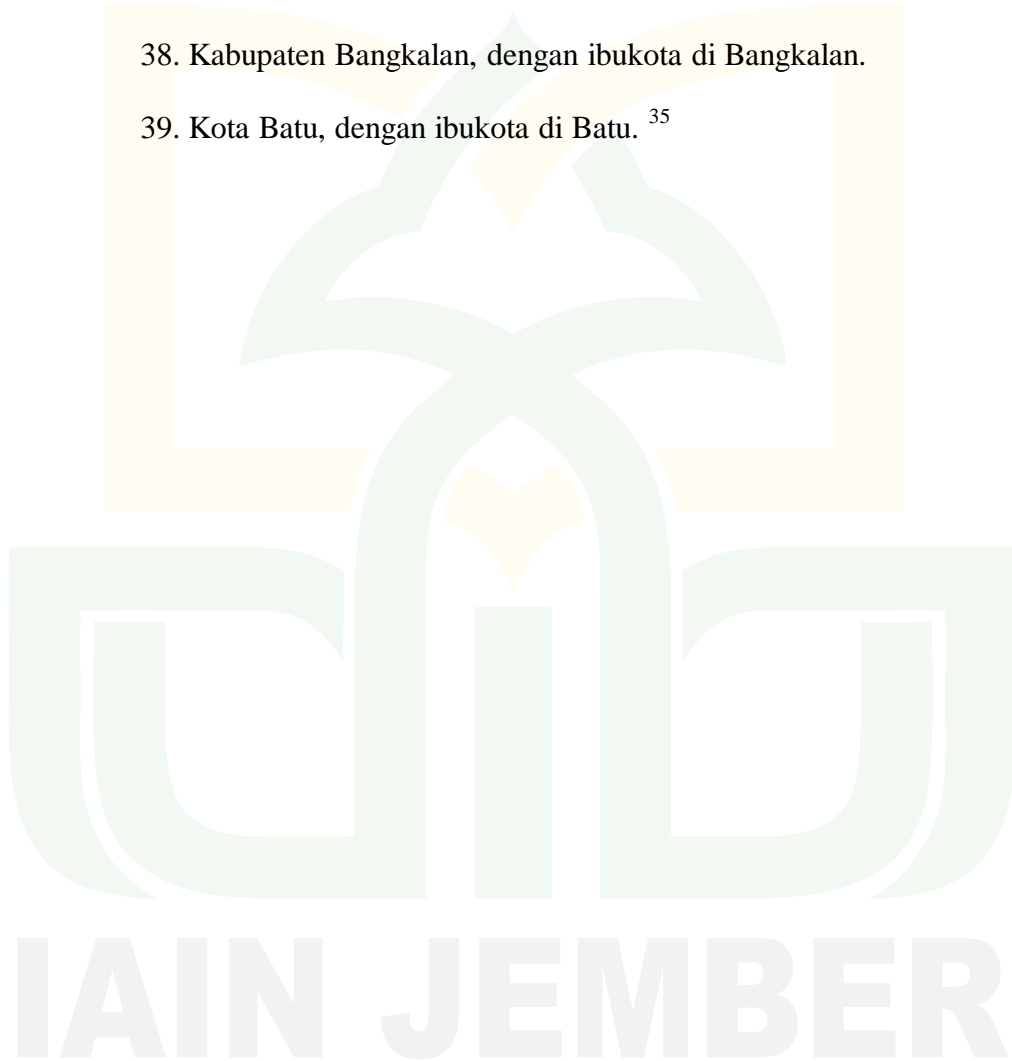 38. Kabupaten Bangkalan, dengan ibukota di Bangkalan.
39. Kota Batu, dengan ibukota di Batu. 35
IAIN JEMBER